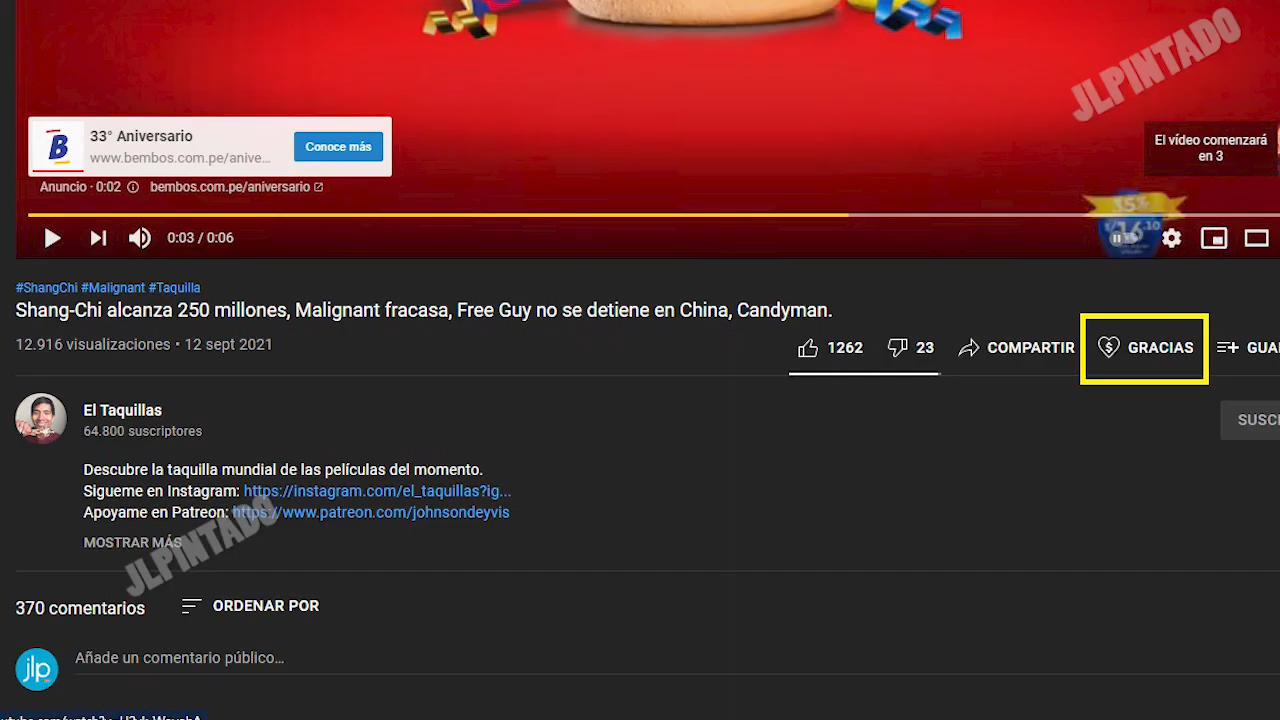 JLPINTADO
33° Aniversario
www.bembos.com.pe/anive...
Conoce más
B
El vídeo comenzará
en 3
Anuncio · 0:02 bembos.com.pe/aniversario
35%
0:03 / 0:06
#ShangChi #Malignant #Taquilla
Shang-Chi alcanza 250 millones, Malignant fracasa, Free Guy no se detiene en China, Candyman.
12.916 visualizaciones • 12 sept 2021
1262 23 COMPARTIR GRACIAS GUA
El Taquillas
64.800 suscriptores
SUSC
Descubre la taquilla mundial de las películas del momento.
Sigueme en Instagram: https://instagram.com/el_taquillas?ig...
Apoyame en Patreon: https://www.patreon.com/johnsondeyvis
MOSTRAR MÁS
JLPINTADO
370 comentarios ORDENAR POR
jlp Añade un comentario público...